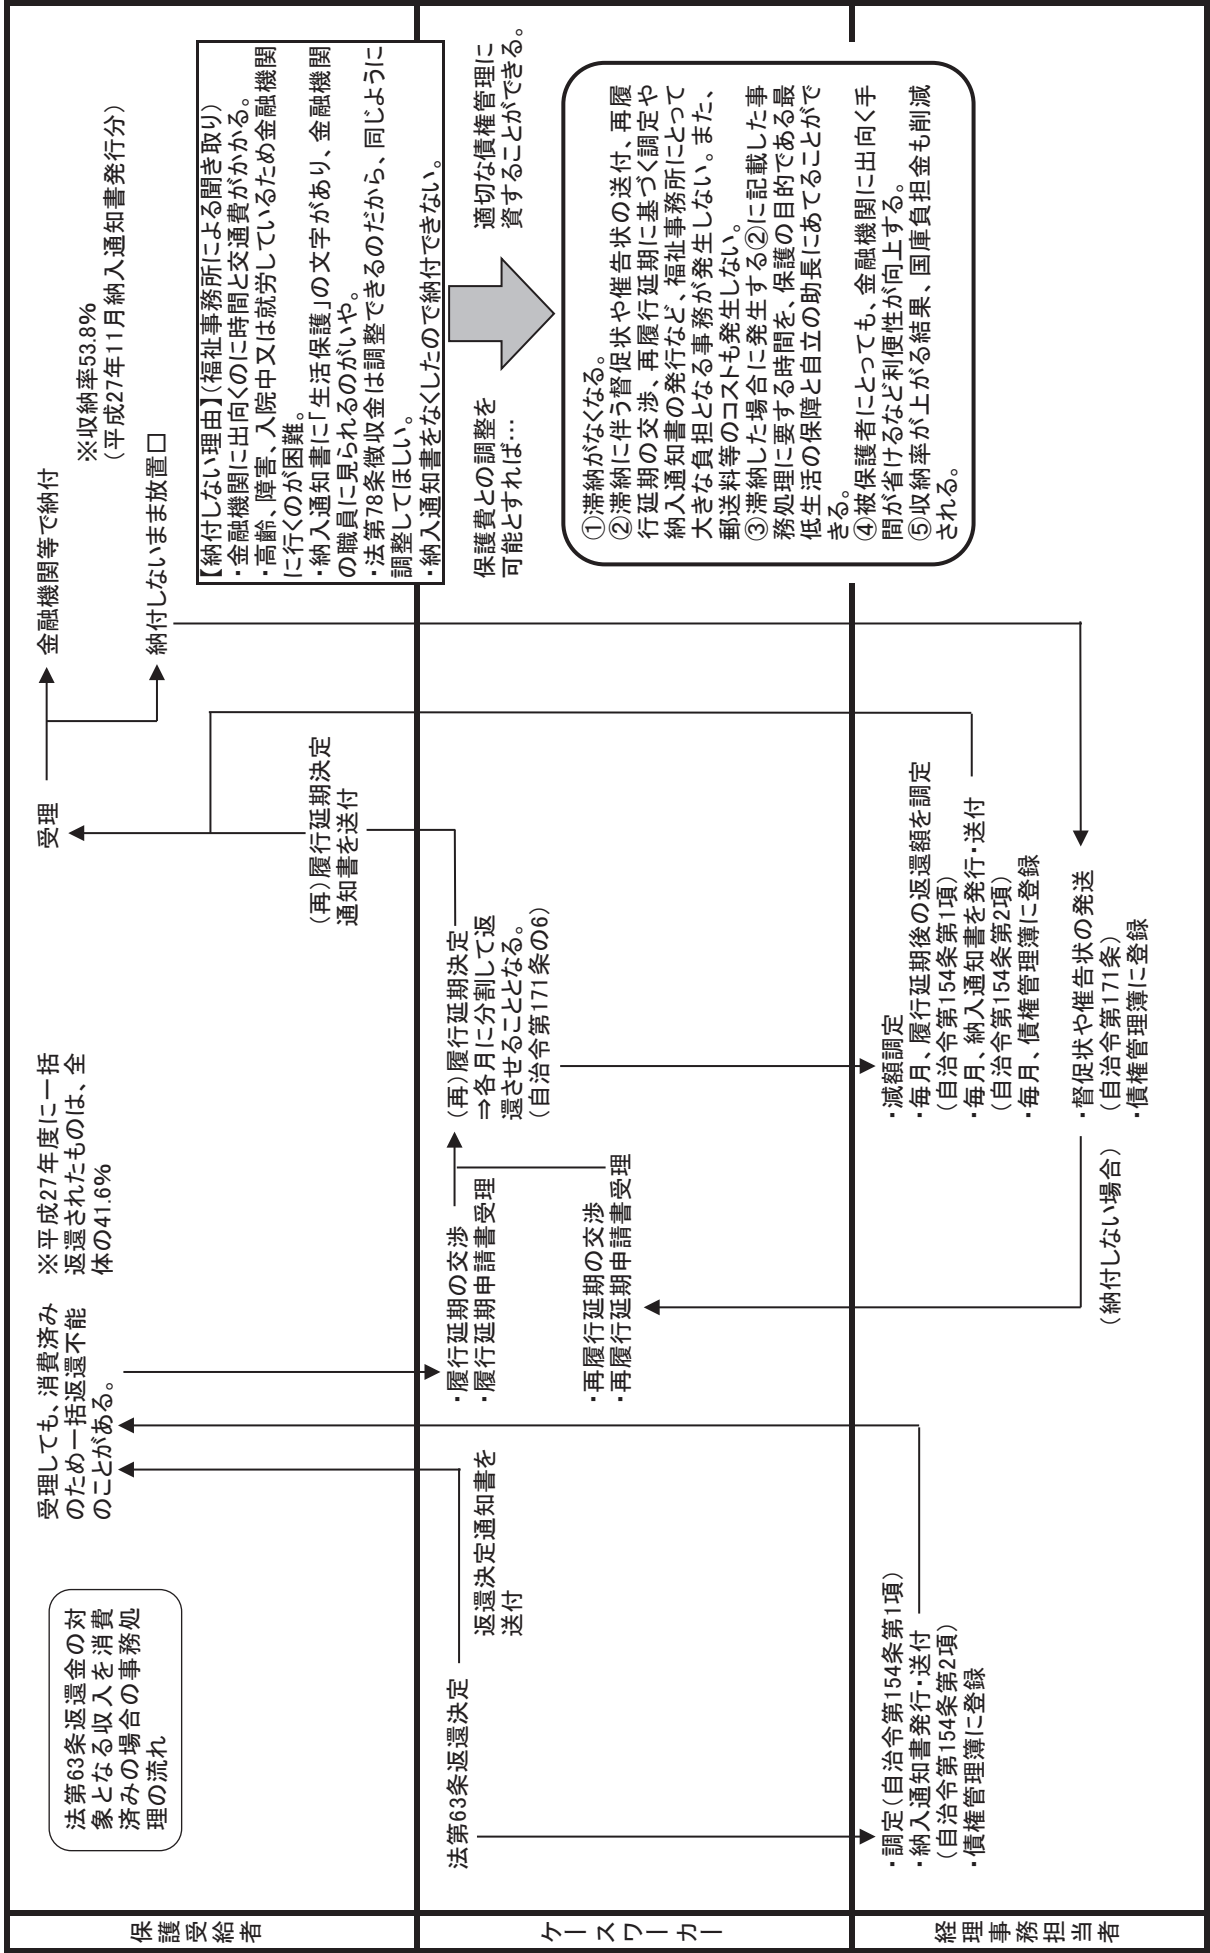 保護受給者
法第63条返還金の対
象となる収入を消費
済みの場合の事務処
理の流れ
受理しても、消費済み
のため一括返還不能
のことがある。
※平成27年度に一括
返還されたものは、全
体の41.6%
受理
金融機関等で納付
納付しないまま放置□
※収納率53.8%
(平成27年11月納入通知書発行分)
【納付しない理由】(福祉事務所による聞き取り)
・金融機関に出向くのに時間と交通費がかかる。
・高齢、障害、入院中又は就労しているため金融機関
に行くのが困難。
・納入通知書に「生活保護」の文字があり、金融機関
の職員に見られるのがいや。
・法第78条徴収金は調整できるのだから、同じように
調整してほしい。
・納入通知書をなくしたので納付できない。
(再)履行延期決定
通知書を送付
ケースワーカー
法第63条返還決定
返還決定通知書を
送付
・履行延期の交渉
・履行延期申請書受理
・再履行延期の交渉
・再履行延期申請書受理
(再)履行延期決定
⇒各月に分割して返
還させることとなる。
(自治令第171条の6)
保護費との調整を
可能とすれば…
適切な債権管理に
資することができる。
①滞納がなくなる。
②滞納に伴う督促状や催告状の送付、再履
行延期の交渉、再履行延期に基づく調定や
納入通知書の発行など、福祉事務所にとって
大きな負担となる事務が発生しない。また、
郵送料等のコストも発生しない。
③滞納した場合に発生する②に記載した事
務処理に要する時間を、保護の目的である最
低生活の保障と自立の助長にあてることがで
きる。
④被保護者にとっても、金融機関に出向く手
間が省けるなど利便性が向上する。
⑤収納率が上がる結果、国庫負担金も削減
される。
経理事務担当者
・調定(自治令第154条第1項)
・納入通知書発行・送付
(自治令第154条第2項)
・債権管理簿に登録
・減額調定
・毎月、履行延期後の返還額を調定
(自治令第154条第1項)
・毎月、納入通知書を発行・送付
(自治令第154条第2項)
・毎月、債権管理簿に登録
・督促状や催告状の発送
(自治令第171条)
・債権管理簿に登録
(納付しない場合)